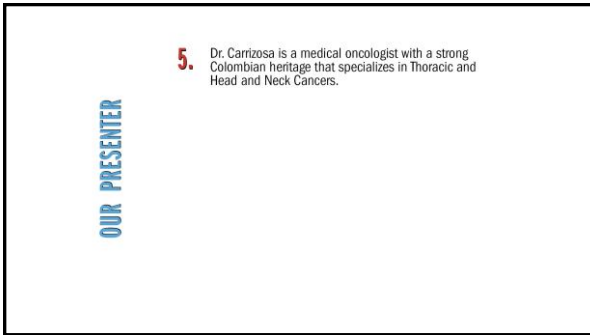 OUR PRESENTER
5. Dr. Carrizosa is a medical oncologist with a strong
Colombian heritage that specializes in Thoracic and
Head and Neck Cancers.